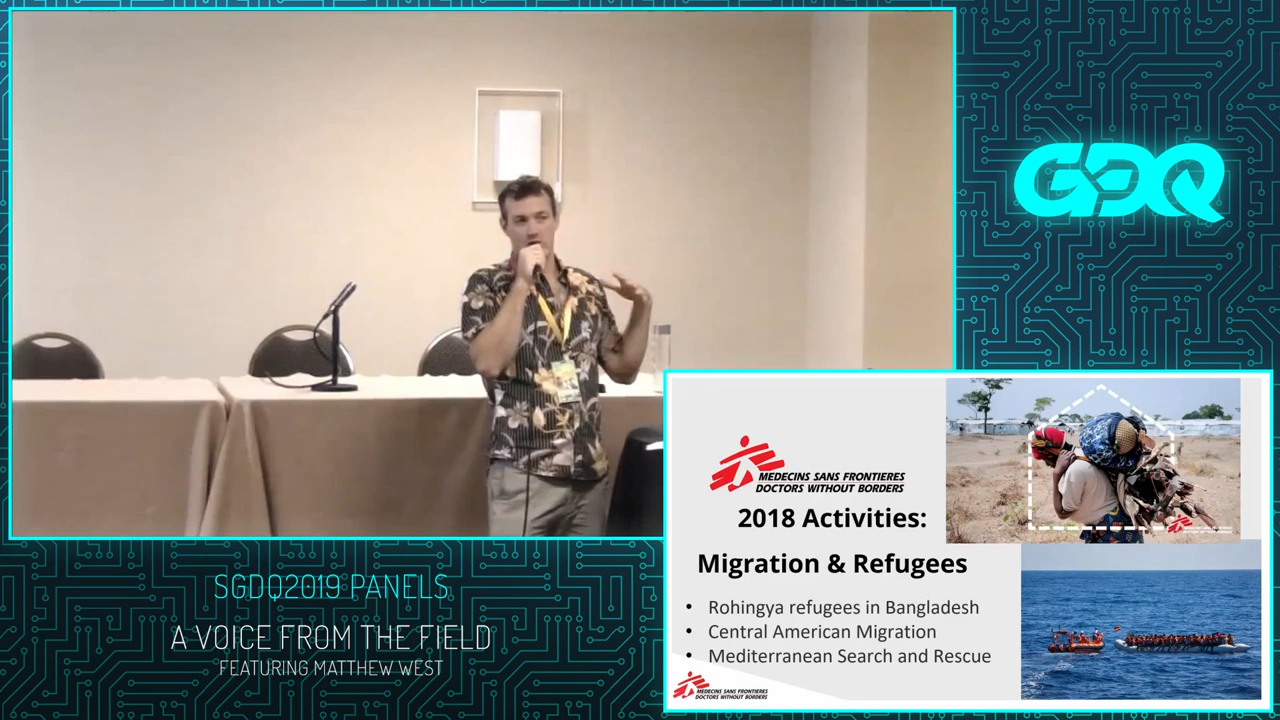 GDQ
MEDECINS SANS FRONTIERES
DOCTORS WITHOUT BORDERS
2018 Activities:
Migration & Refugees
• Rohingya refugees in Bangladesh
• Central American Migration
• Mediterranean Search and Rescue
MEDECINS SANS FRONTIERES
DOCTORS WITHOUT BORDERS
SGDQ2019 PANELS
A VOICE FROM THE FIELD
FEATURING MATTHEW WEST